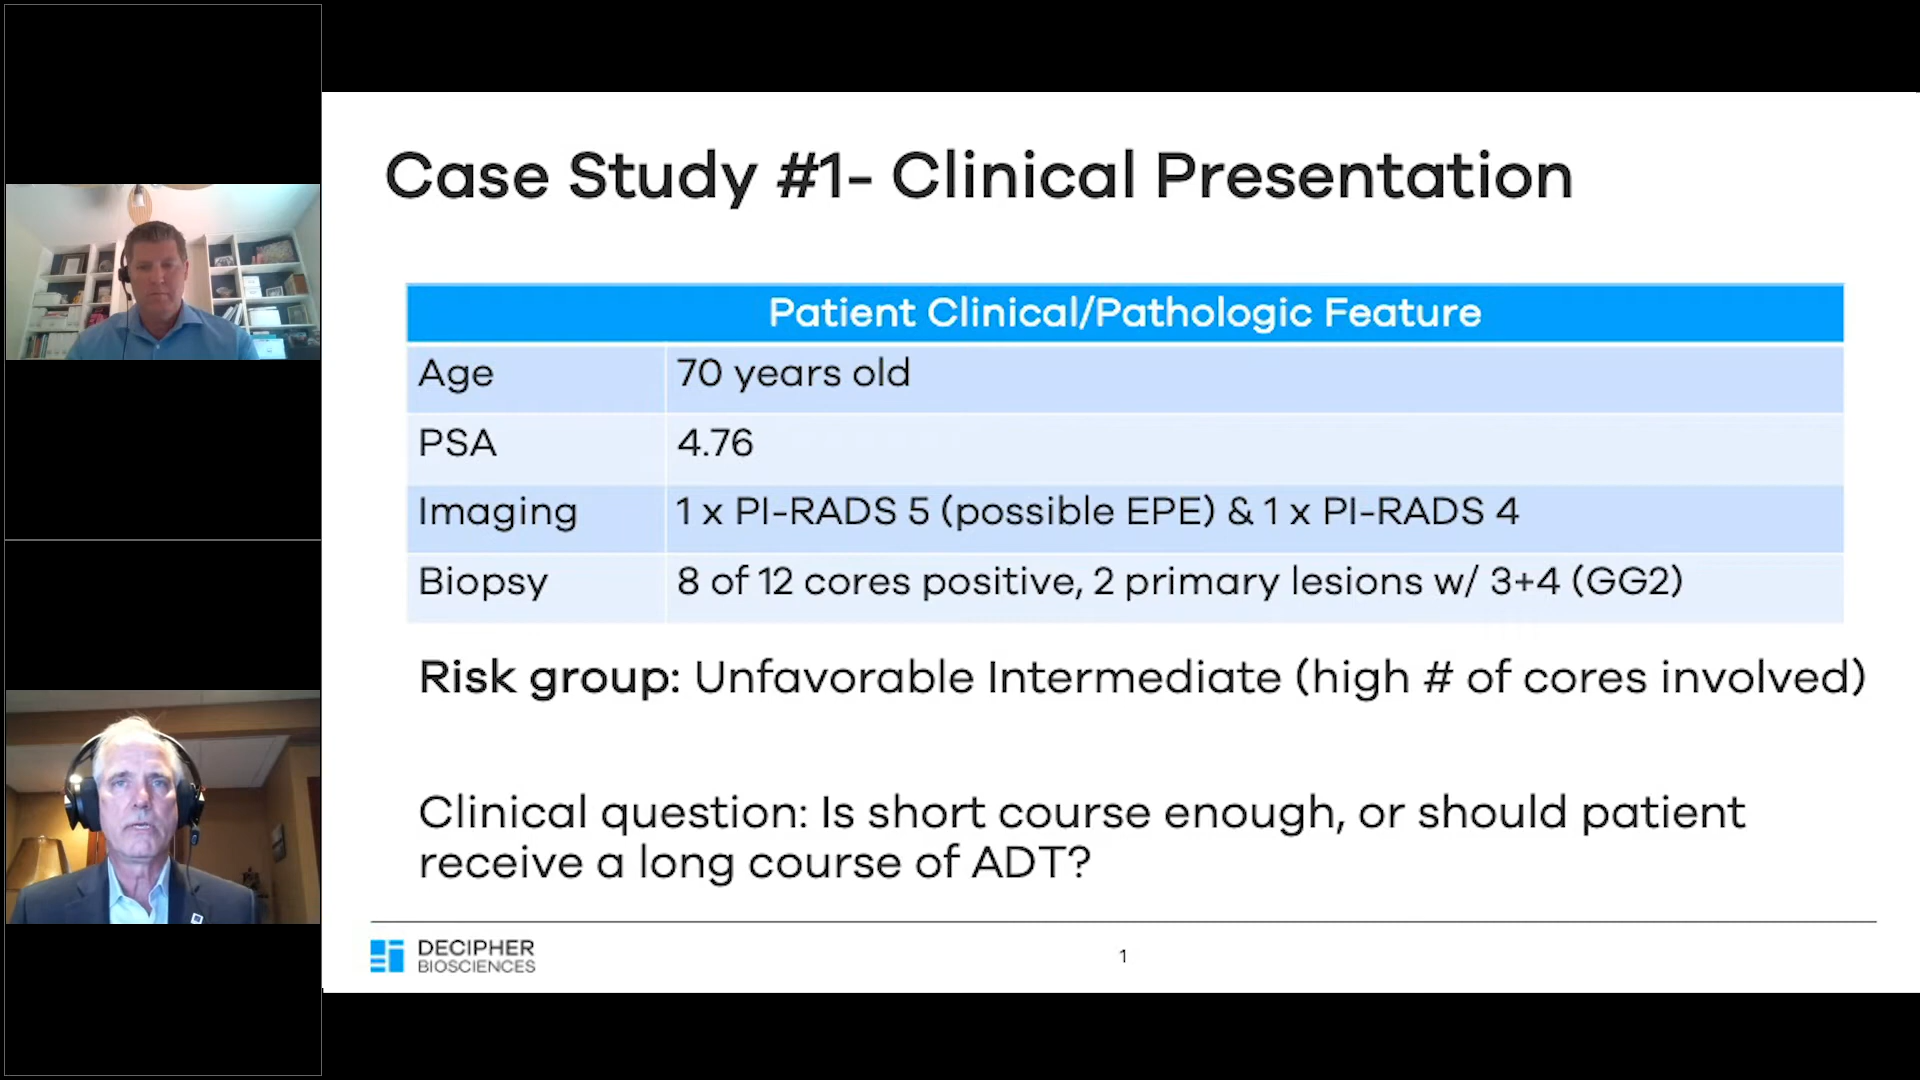 Case Study #1- Clinical Presentation
Patient Clinical/Pathologic Feature
Age 70 years old
PSA 4.76
Imaging 1 x PI-RADS 5 (possible EPE) & 1 x PI-RADS 4
Biopsy 8 of 12 cores positive, 2 primary lesions w/ 3+4 (GG2)
Risk group: Unfavorable Intermediate (high # of cores involved)
Clinical question: Is short course enough, or should patient
receive a long course of ADT?
DECIPHER
BIOSCIENCES
1